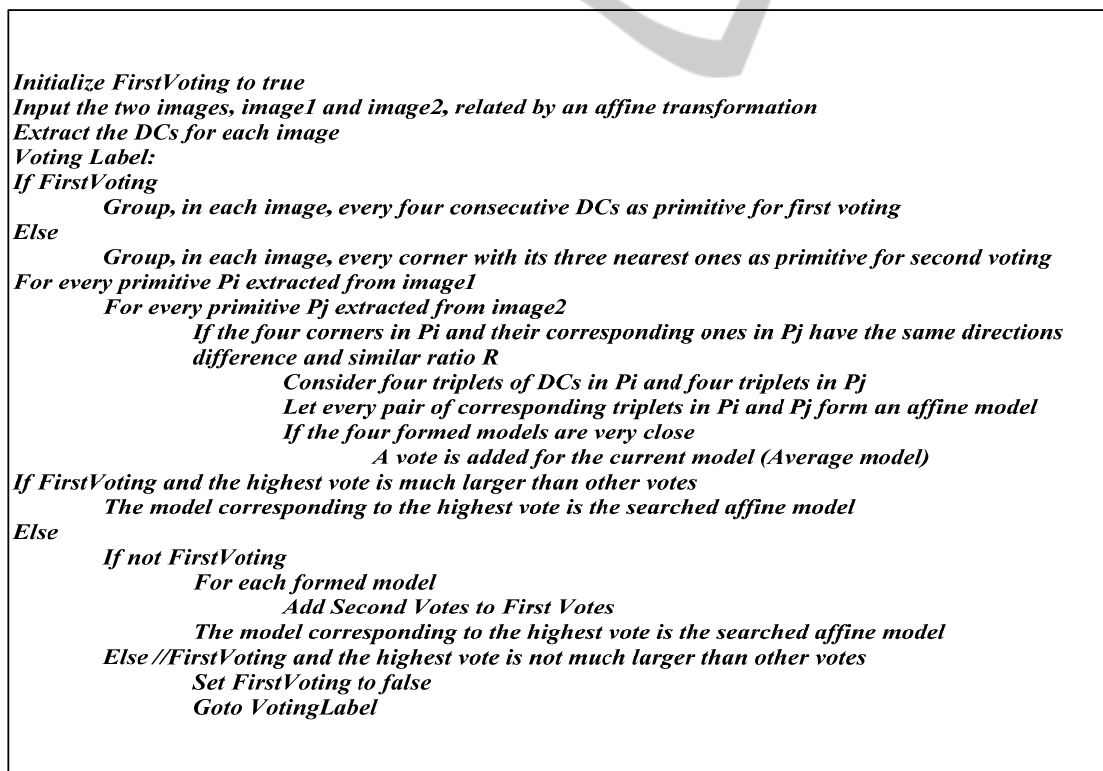 Initialize FirstVoting to true
Input the two images, image1 and image2, related by an affine transformation
Extract the DCs for each image
Voting Label:
If FirstVoting
Group, in each image, every four consecutive DCs as primitive for first voting
Else
Group, in each image, every corner with its three nearest ones as primitive for second voting
For every primitive Pi extracted from image1
For every primitive Pj extracted from image2
If the four corners in Pi and their corresponding ones in Pj have the same directions
difference and similar ratio R
Consider four triplets of DCs in Pi and four triplets in Pj
Let every pair of corresponding triplets in Pi and Pj form an affine model
If the four formed models are very close
A vote is added for the current model (Average model)
If FirstVoting and the highest vote is much larger than other votes
The model corresponding to the highest vote is the searched affine model
Else
If not FirstVoting
For each formed model
Add Second Votes to First Votes
The model corresponding to the highest vote is the searched affine model
Else //FirstVoting and the highest vote is not much larger than other votes
Set FirstVoting to false
Goto VotingLabel